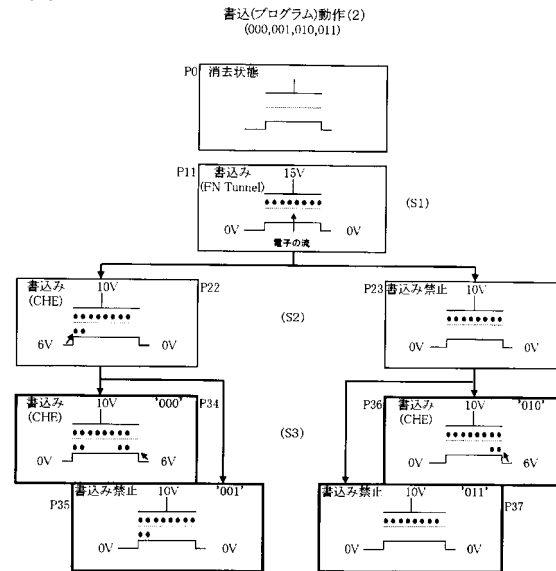 書込(プログラム)動作(2)
(000,001,010,011)
P0 消去状態
P11 書込み 15V
(FN Tunnel)
(S1)
0V 0V
電子の流
書込み 10V P22
(CHE)
6V 0V
(S2)
P23 書込み禁止 10V
0V 0V
書込み 10V '000' P34
(CHE)
0V 6V
(S3)
P36 書込み 10V '010'
(CHE)
0V 6V
P35 書込み禁止 10V '001'
0V 0V
書込み禁止 10V '011' P37
0V 0V